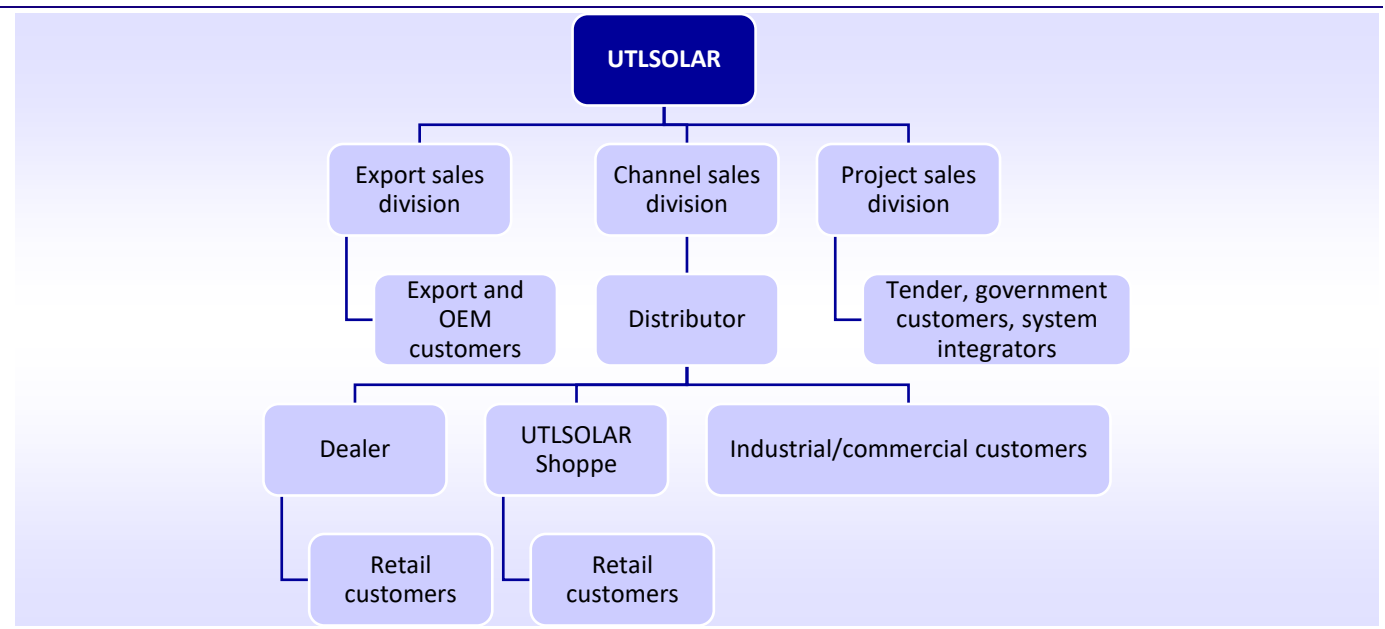 UTLSOLAR
Export sales
division
Channel sales
division
Project sales
division
Export and
OEM
customers
Distributor
Tender, government
customers, system
integrators
Dealer
UTLSOLAR
Shoppe
Industrial/commercial customers
Retail
customers
Retail
customers